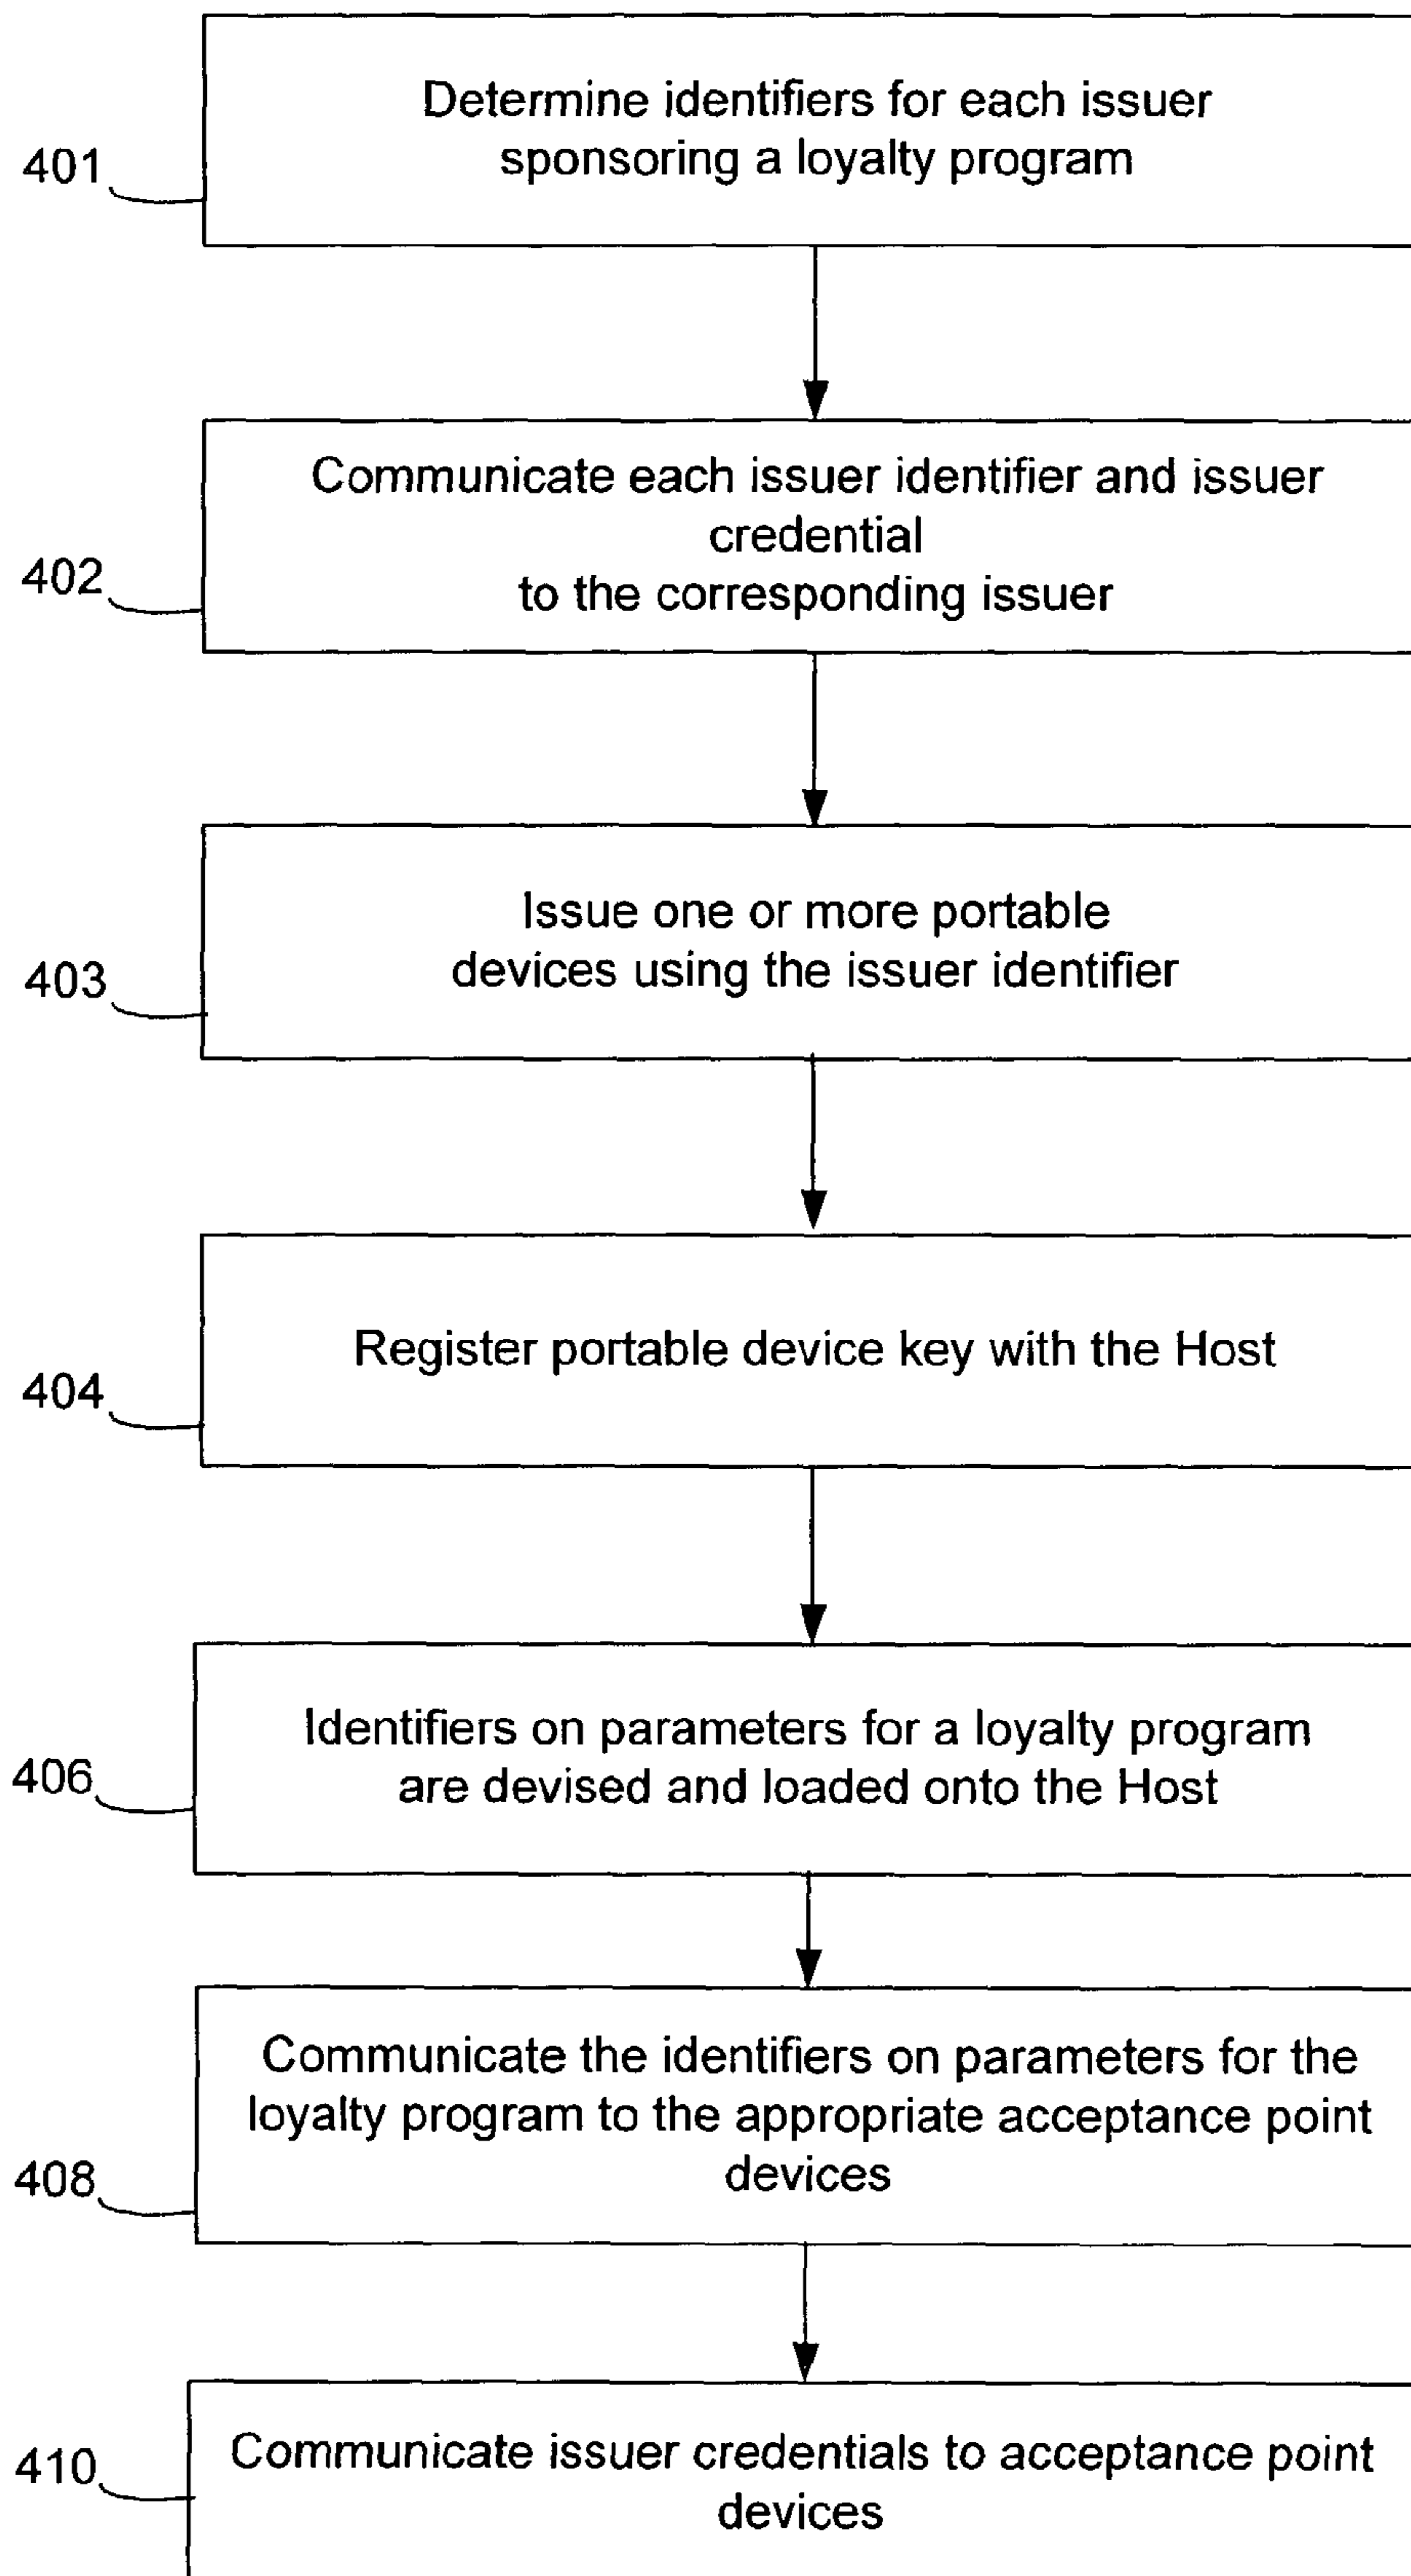 Determine identifiers for each issuer
sponsoring a loyalty program
401
Communicate each issuer identifier and issuer
credential
to the corresponding issuer
402
Issue one or more portable
devices using the issuer identifier
403
Register portable device key with the Host
404
Identifiers on parameters for a loyalty program
are devised and loaded onto the Host
406
Communicate the identifiers on parameters for the
loyalty program to the appropriate acceptance point
devices
408
Communicate issuer credentials to acceptance point
devices
410